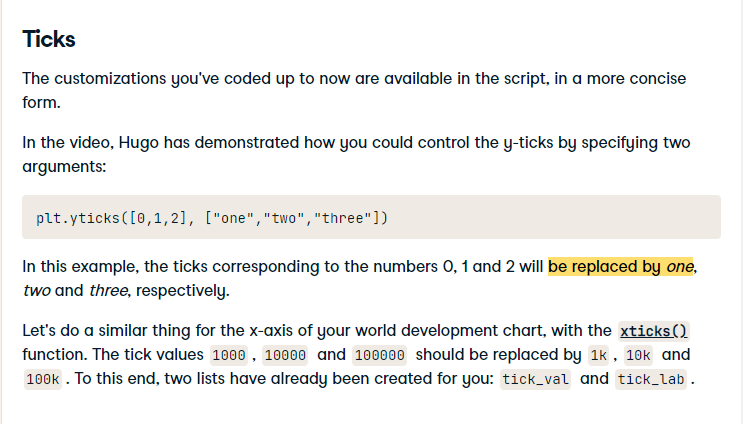 Ticks
The customizations you've coded up to now are available in the script, in a more concise
form.
In the video, Hugo has demonstrated how you could control the y-ticks by specifying two
arguments:
plt.yticks([0,1,2], ["one","two","three"])
In this example, the ticks corresponding to the numbers 0, 1 and 2 will be replaced by one,
two and three, respectively.
Let's do a similar thing for the x-axis of your world development chart, with the xticks()
function. The tick values 1000 , 10000 and 100000 should be replaced by 1k , 10k and
100k . To this end, two lists have already been created for you: tick_val and tick_lab .